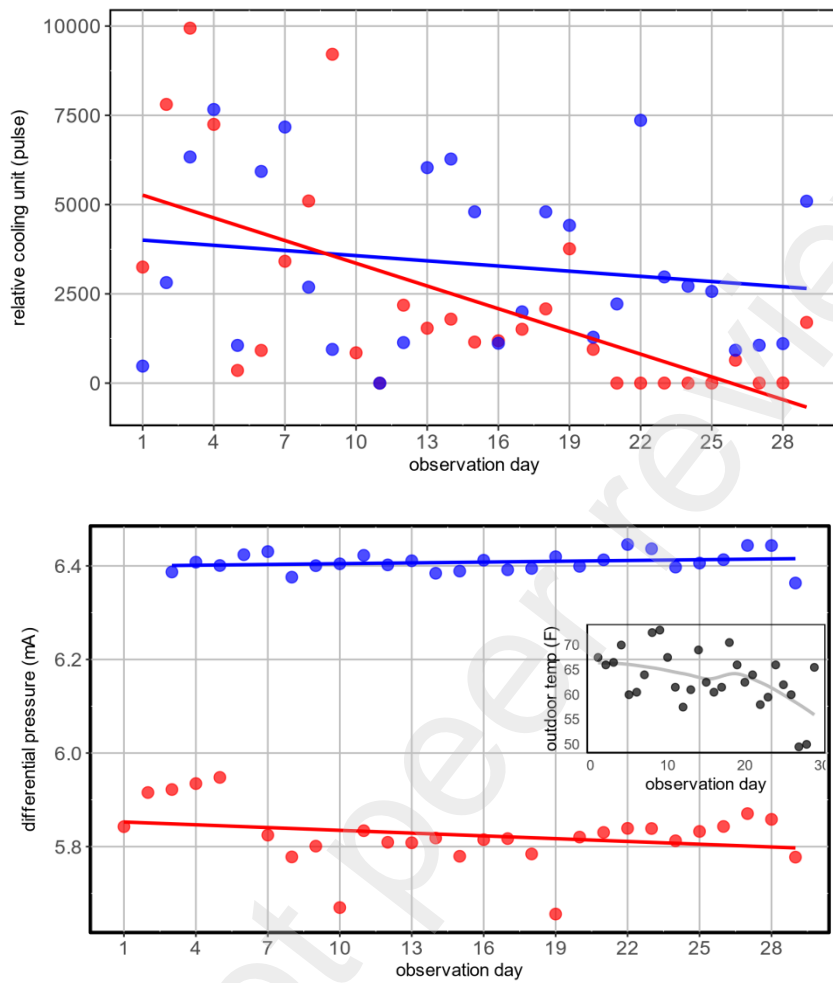 10000
7500
5000
2500
0
relative cooling unit (pulse)
1 4 7 10 13 16 19 22 25 28
observation day
6.4
6.2
6.0
5.8
differential pressure (mA)
70
65
60
55
50
outdoor temp (F)
0 10 20 30
observation day
1 4 7 10 13 16 19 22 25 28
observation day
ot peer review